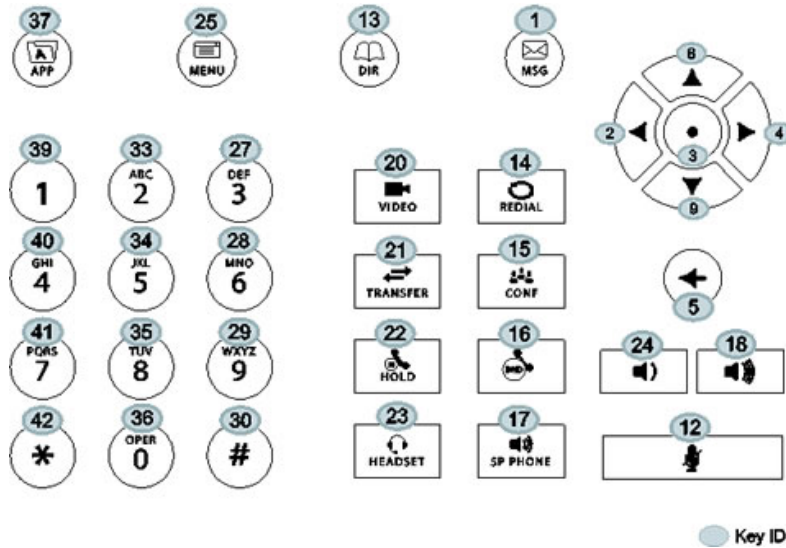 37 25 13 1
A
APP MENU DIR MSG
6
2 3 4
9
39 33 27
ABC DEF
1 2 3
40 34 28
GHI JKL MNO
4 5 6
41 35 29
PQRS TUV WXYZ
7 8 9
42 36 30
OPER
* 0 #
20 14
VIDEO REDIAL
21 15
TRANSFER CONF
22 16
HOLD DND
23 17
HEADSET SP PHONE
5
24 18
12
Key ID